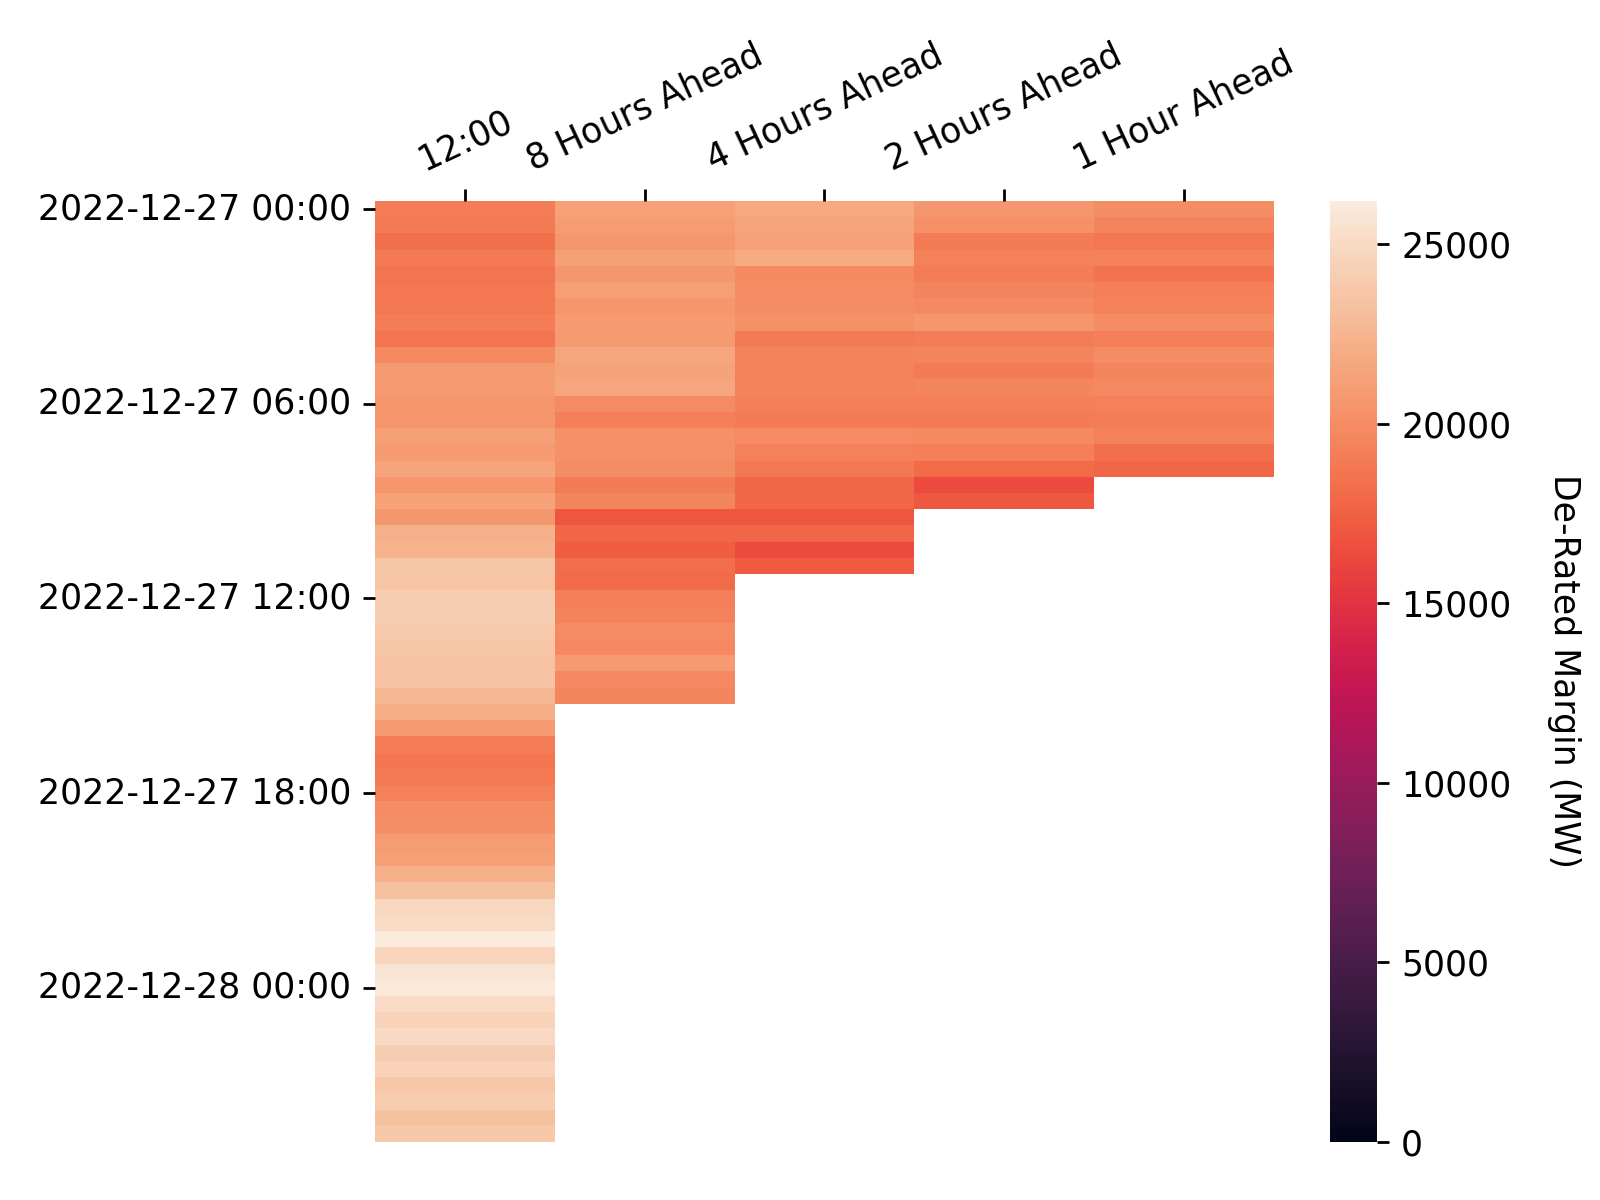 12:00
8 Hours Ahead
4 Hours Ahead
2 Hours Ahead
1 Hour Ahead
2022-12-27 00:00
2022-12-27 06:00
2022-12-27 12:00
2022-12-27 18:00
2022-12-28 00:00
25000
20000
15000
10000
5000
0
De-Rated Margin (MW)